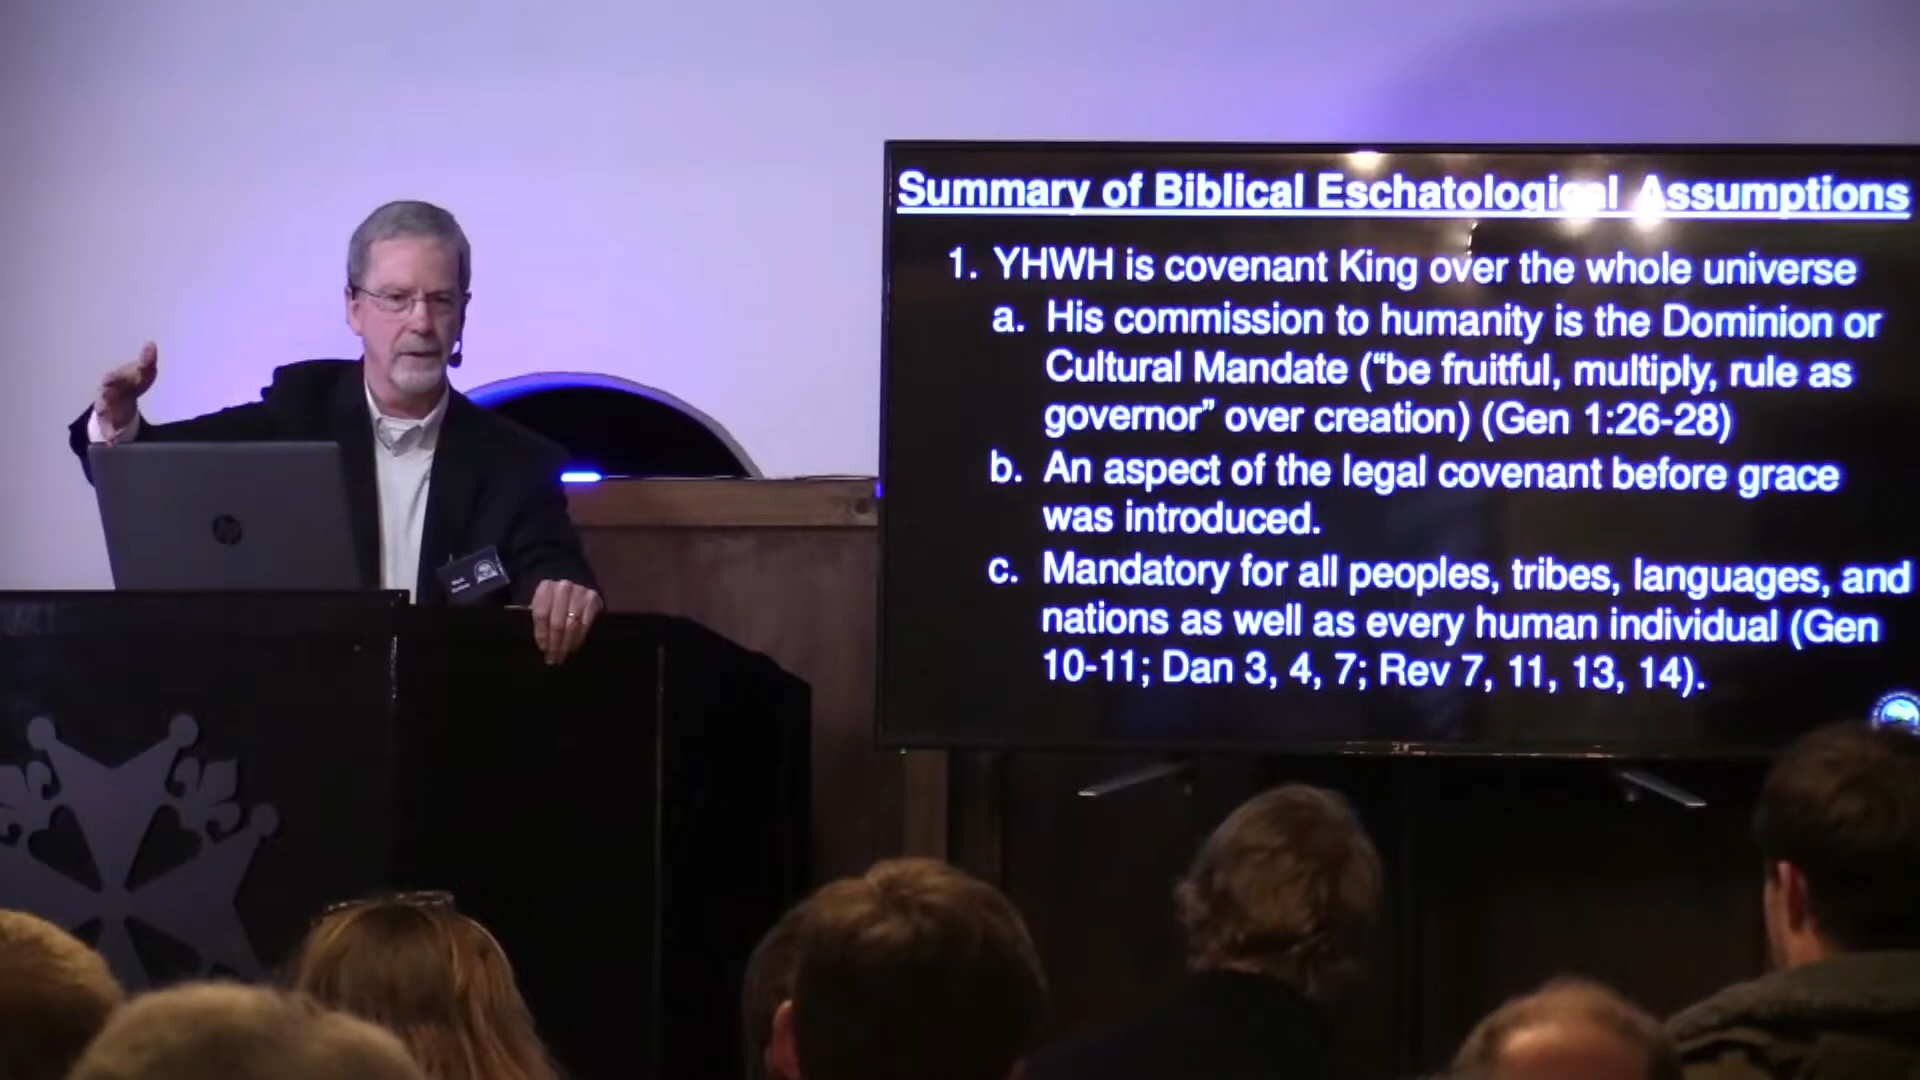 Summary of Biblical Eschatological Assumptions
1. YHWH is covenant King over the whole universe
a. His commission to humanity is the Dominion or
Cultural Mandate (“be fruitful, multiply, rule as
governor” over creation) (Gen 1:26-28)
b. An aspect of the legal covenant before grace
was introduced.
c. Mandatory for all peoples, tribes, languages, and
nations as well as every human individual (Gen
10-11; Dan 3, 4, 7; Rev 7, 11, 13, 14).
hp